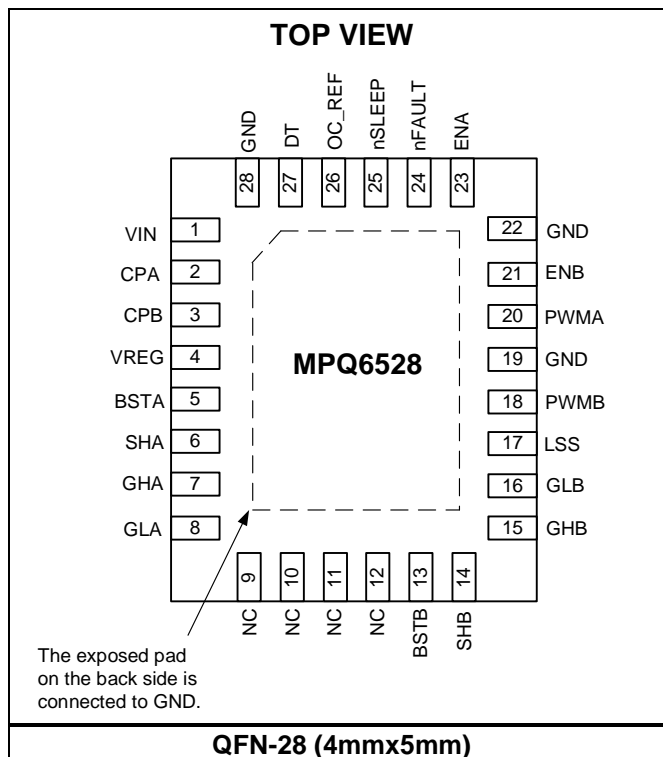 TOP VIEW
GND
DT
OC_REF
nSLEEP
nFAULT
ENA
28
27
26
25
24
23
VIN 1
22 GND
CPA 2
21 ENB
CPB 3
20 PWMA
VREG 4
MPQ6528
19 GND
BSTA 5
18 PWMB
SHA 6
17 LSS
GHA 7
16 GLB
GLA 8
15 GHB
9
10
11
12
13
14
NC
NC
NC
NC
BSTB
SHB
The exposed pad
on the back side is
connected to GND.
QFN-28 (4mmx5mm)